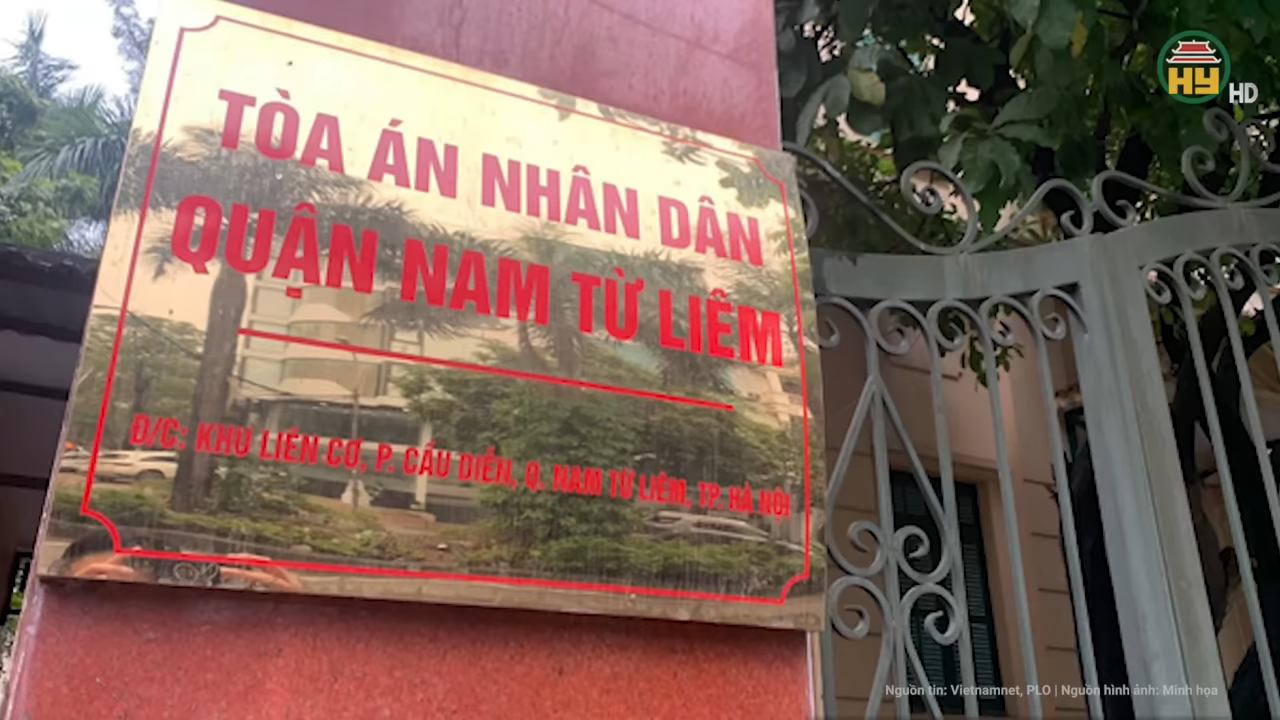 TÒA ÁN NHÂN DÂN
QUẬN NAM TỪ LIÊM
Đ/C: KHU LIÊN CƠ, P. CẦU DIỄN, Q. NAM TỪ LIÊM, TP. HÀ NỘI
HY HD
Nguồn tin: Vietnamnet, PLO | Nguồn hình ảnh: Minh họa